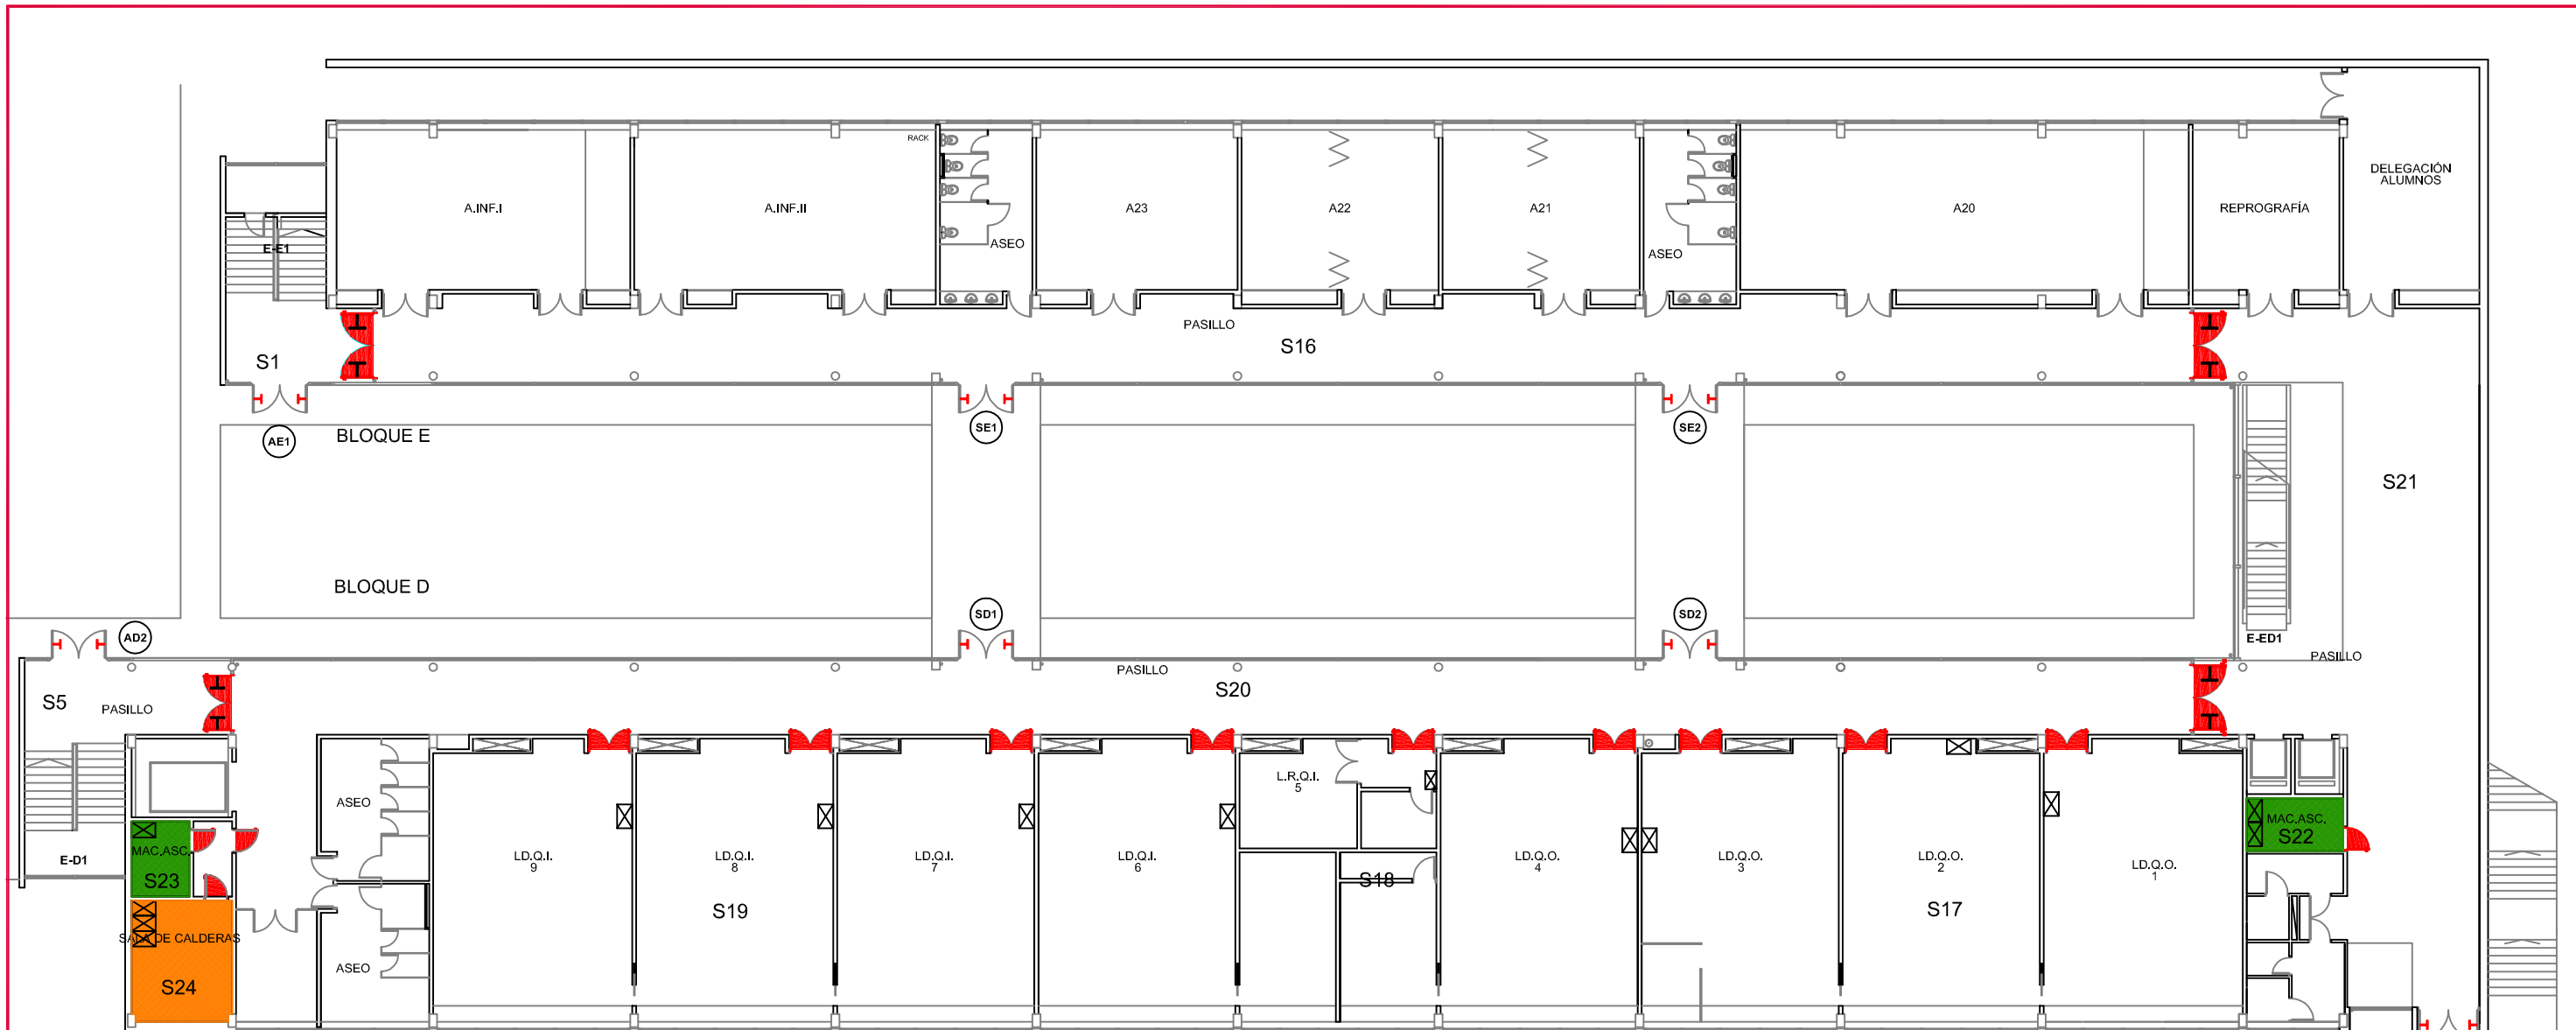 RACK
DELEGACIÓN
ALUMNOS
A.INF.I
A.INF.II
A23
A22
A21
A20
REPROGRAFÍA
E-E1
ASEO
ASEO
PASILLO
S16
S1
AE1
BLOQUE E
SE1
SE2
S21
BLOQUE D
SD1
SD2
AD2
E-ED1
PASILLO
PASILLO
S20
S5
PASILLO
L.R.Q.I.
5
ASEO
MAC.ASC.
S22
MAC.ASC.
E-D1
S23
LD.Q.I.
9
LD.Q.I.
8
LD.Q.I.
7
LD.Q.I.
6
LD.Q.O.
4
LD.Q.O.
3
LD.Q.O.
2
LD.Q.O.
1
S18
S19
S17
SALA DE CALDERAS
S24
ASEO